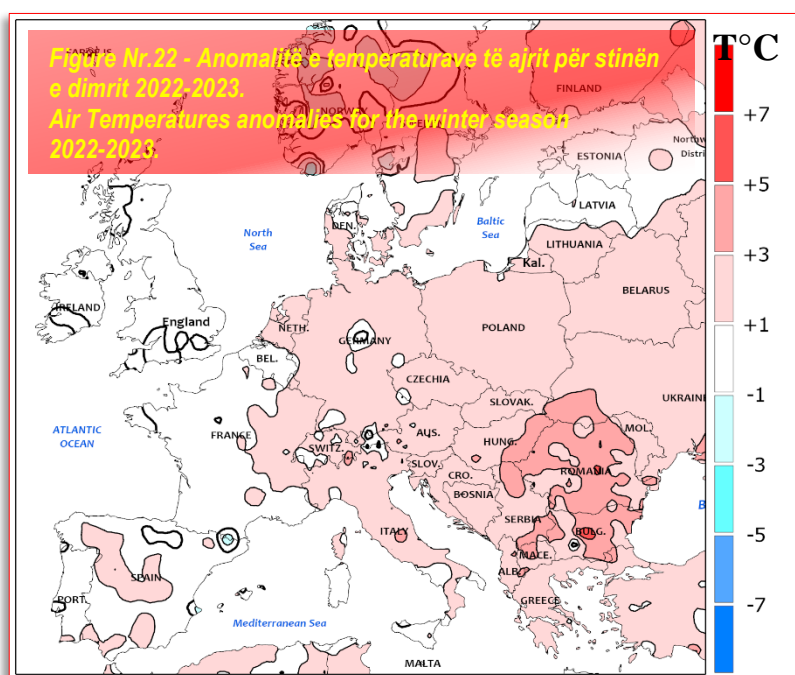 Figure Nr.22 - Anomalitë e temperaturave të ajrit për stinën
e dimrit 2022-2023.
Air Temperatures anomalies for the winter season
2022-2023.
T°C
+7
+5
+3
+1
-1
-3
-5
-7
NORWAY
FINLAND
ESTONIA
LATVIA
LITHUANIA
Kal.
BELARUS
North
Sea
Baltic
Sea
DEN.
IRELAND
England
NETH.
BEL.
GERMANY
POLAND
CZECHIA
SLOVAK.
UKRAINE
ATLANTIC
OCEAN
FRANCE
SWITZ.
AUS.
HUNG.
MOL.
SLOV.
CRO.
ROMANIA
BOSNIA
SERBIA
BULG.
ITALY
MACE.
ALB.
GREECE
SPAIN
PORT.
Mediterranean Sea
MALTA
B